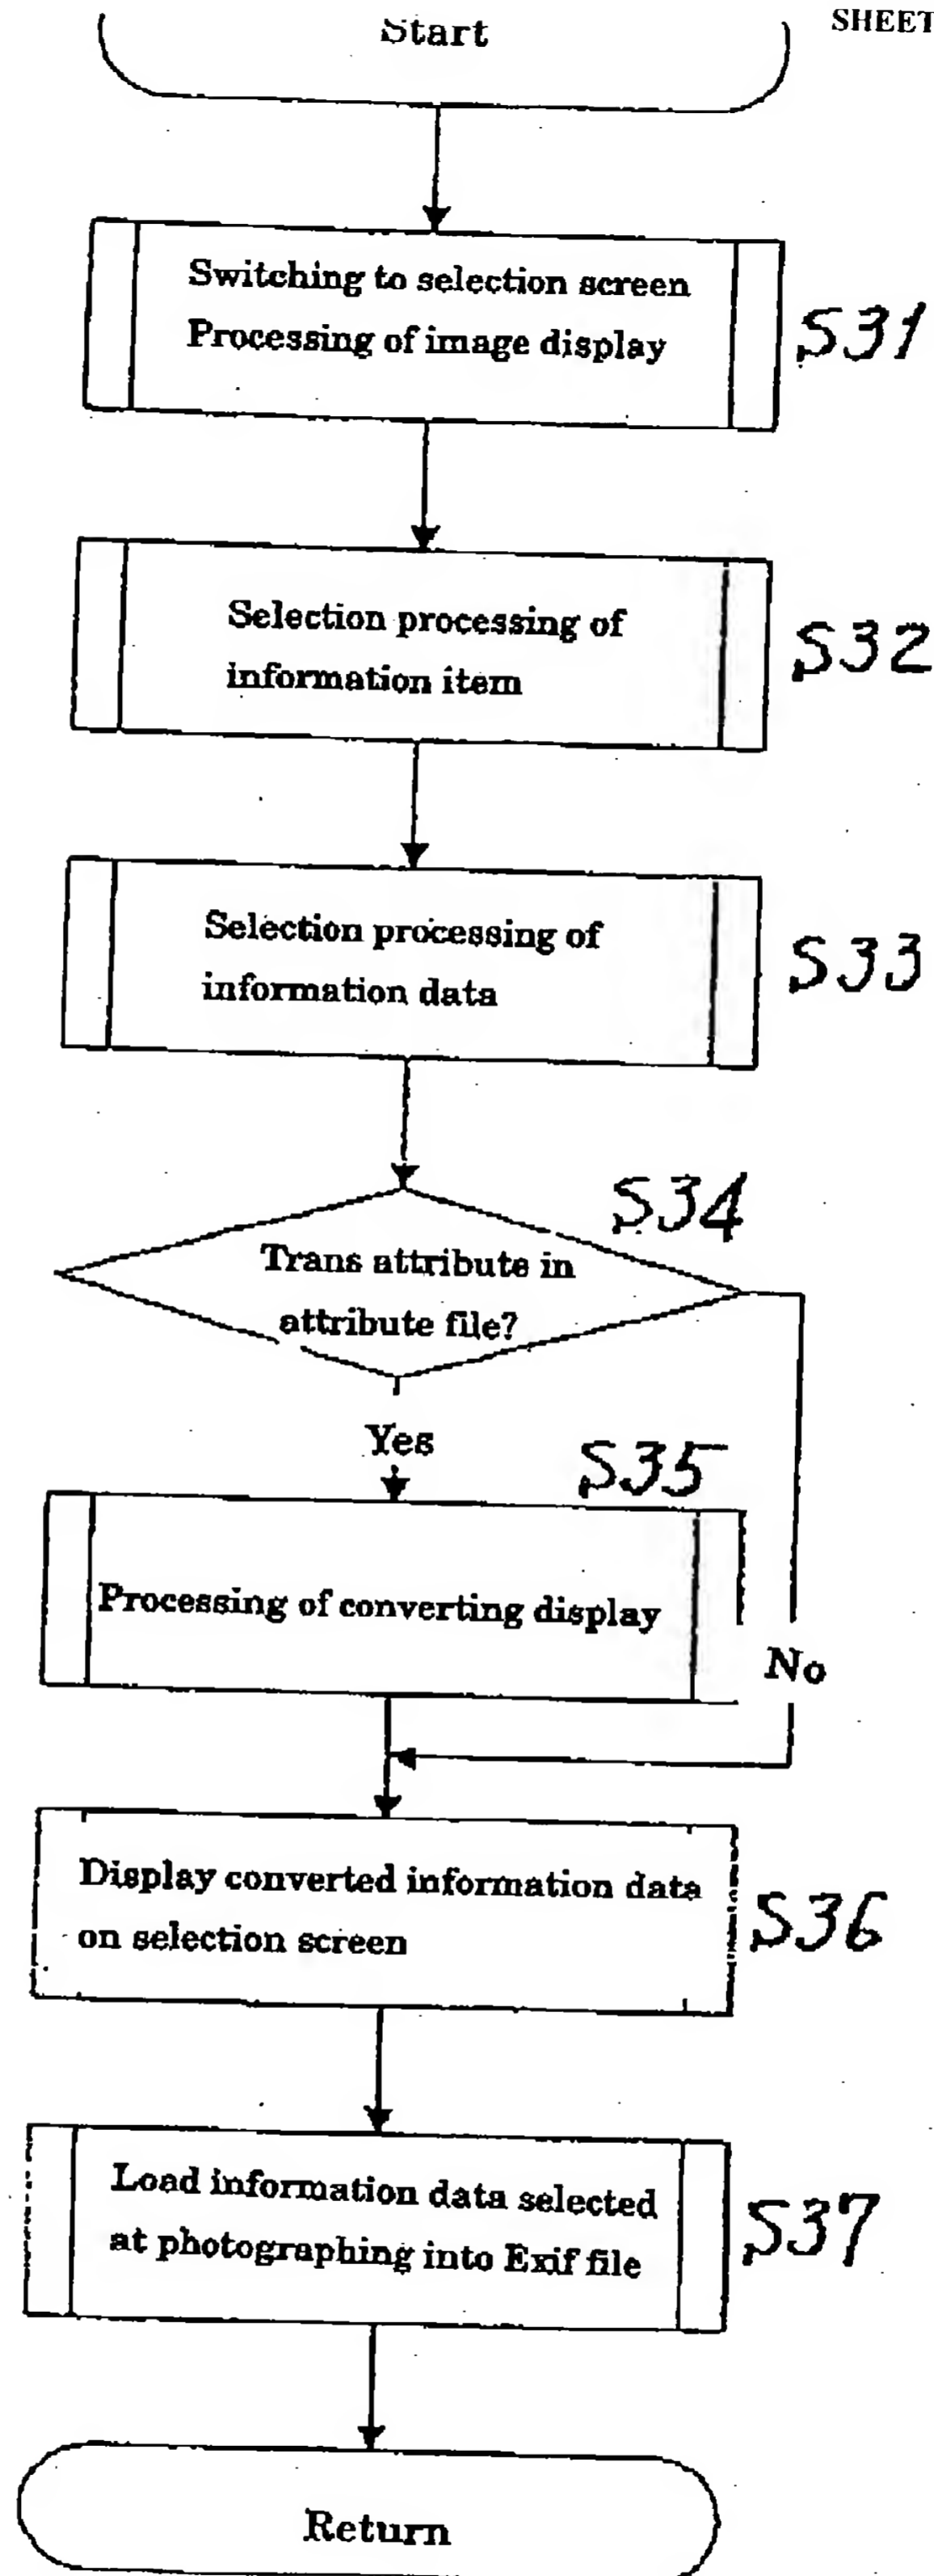 Start
SHEET
Switching to selection screen
Processing of image display
S31
Selection processing of
information item
S32
Selection processing of
information data
S33
S34
Trans attribute in
attribute file?
Yes
S35
Processing of converting display
No
Display converted information data
on selection screen
S36
Load information data selected
at photographing into Exif file
S37
Return